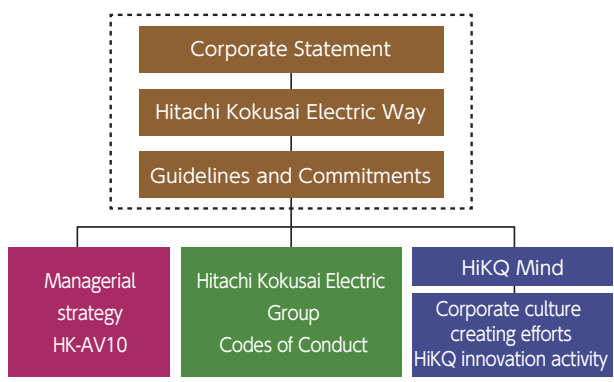 Corporate Statement
Hitachi Kokusai Electric Way
Guidelines and Commitments
Managerial
strategy
HK-AV10
Hitachi Kokusai Electric
Group
Codes of Conduct
HiKQ Mind
Corporate culture
creating efforts
HiKQ innovation activity